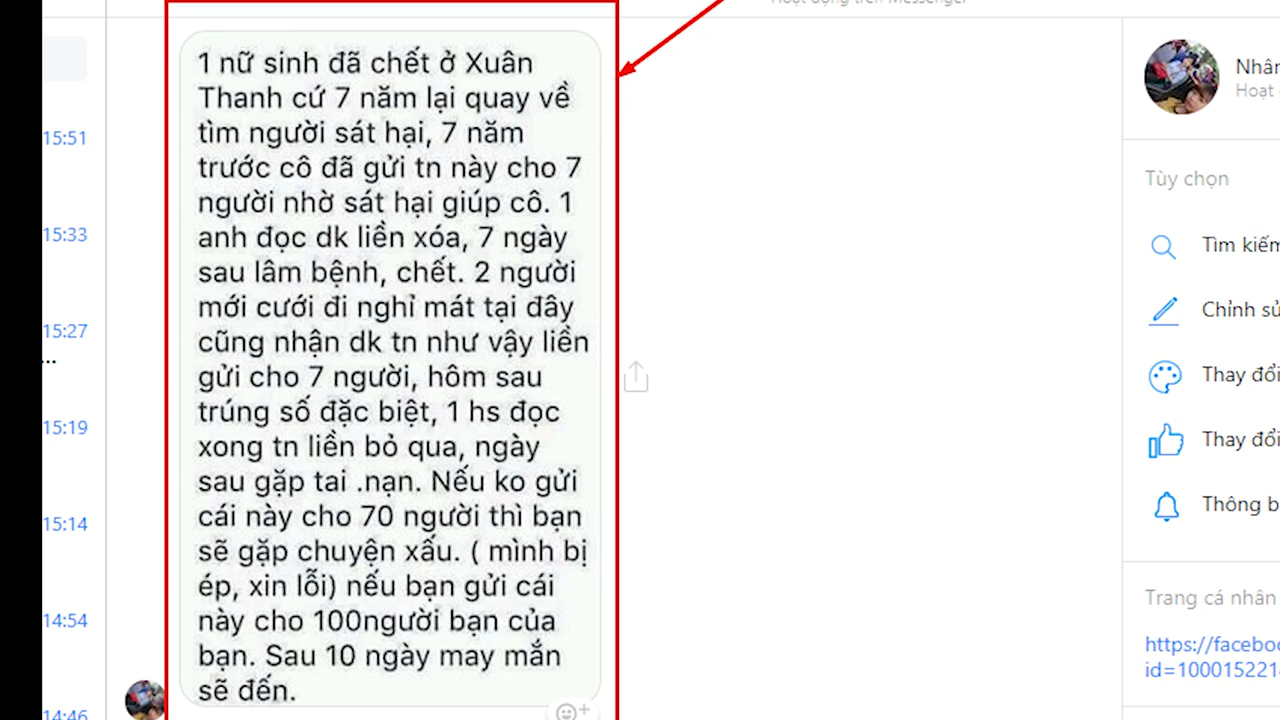 Hoạt động trên Messenger
15:51
15:33
15:27
...
15:19
15:14
14:54
14:46
1 nữ sinh đã chết ở Xuân
Thanh cứ 7 năm lại quay về
tìm người sát hại, 7 năm
trước cô đã gửi tn này cho 7
người nhờ sát hại giúp cô. 1
anh đọc dk liền xóa, 7 ngày
sau lâm bệnh, chết. 2 người
mới cưới đi nghỉ mát tại đây
cũng nhận dk tn như vậy liền
gửi cho 7 người, hôm sau
trúng số đặc biệt, 1 hs đọc
xong tn liền bỏ qua, ngày
sau gặp tai .nạn. Nếu ko gửi
cái này cho 70 người thì bạn
sẽ gặp chuyện xấu. ( mình bị
ép, xin lỗi) nếu bạn gửi cái
này cho 100người bạn của
bạn. Sau 10 ngày may mắn
sẽ đến.
Nhân
Hoạt
Tùy chọn
Tìm kiếm
Chỉnh sử
Thay đổi
Thay đổi
Thông b
Trang cá nhân
https://faceboo
id=100015221